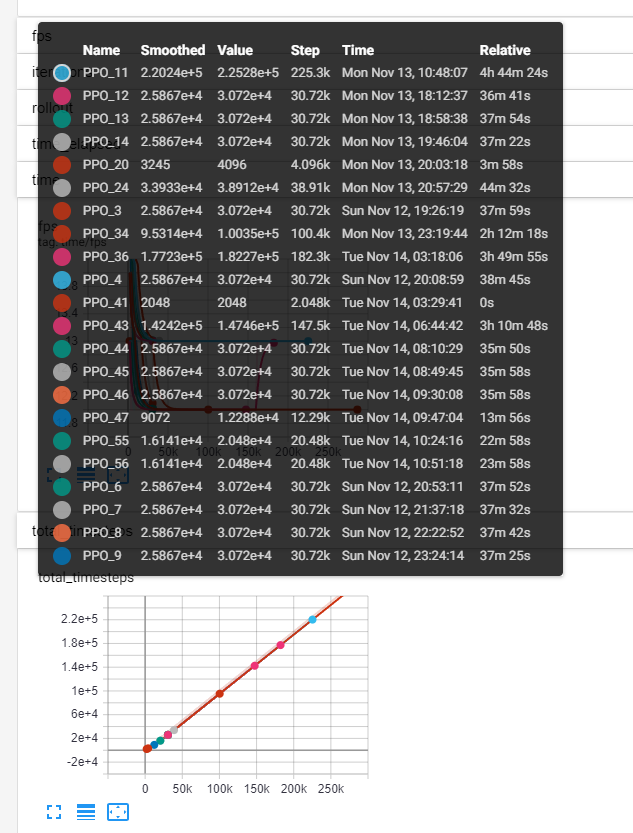 fps
Name Smoothed Value Step Time Relative
PPO_11 2.2024e+5 2.2528e+5 225.3k Mon Nov 13, 10:48:07 4h 44m 24s
PPO_12 2.5867e+4 3.072e+4 30.72k Mon Nov 13, 18:12:37 36m 41s
rollout
PPO_13 2.5867e+4 3.072e+4 30.72k Mon Nov 13, 18:58:38 37m 54s
time_elapsed
PPO_14 2.5867e+4 3.072e+4 30.72k Mon Nov 13, 19:46:04 37m 22s
PPO_20 3245 4096 4.096k Mon Nov 13, 20:03:18 3m 58s
time
PPO_24 3.3933e+4 3.8912e+4 38.91k Mon Nov 13, 20:57:29 44m 32s
PPO_3 2.5867e+4 3.072e+4 30.72k Sun Nov 12, 19:26:19 37m 59s
fps
tag: time/fps
PPO_34 9.5314e+4 1.0035e+5 100.4k Mon Nov 13, 23:19:44 2h 12m 18s
PPO_36 1.7723e+5 1.8227e+5 182.3k Tue Nov 14, 03:18:06 3h 49m 55s
PPO_4 2.5867e+4 3.072e+4 30.72k Sun Nov 12, 20:08:59 38m 45s
PPO_41 2048 2048 2.048k Tue Nov 14, 03:29:41 0s
PPO_43 1.4242e+5 1.4746e+5 147.5k Tue Nov 14, 06:44:42 3h 10m 48s
PPO_44 2.5867e+4 3.072e+4 30.72k Tue Nov 14, 08:10:29 35m 50s
PPO_45 2.5867e+4 3.072e+4 30.72k Tue Nov 14, 08:49:45 35m 58s
PPO_46 2.5867e+4 3.072e+4 30.72k Tue Nov 14, 09:30:08 35m 58s
PPO_47 9072 1.2288e+4 12.29k Tue Nov 14, 09:47:04 13m 56s
PPO_55 1.6141e+4 2.048e+4 20.48k Tue Nov 14, 10:24:16 22m 58s
0 50k 100k 150k 200k 250k
PPO_56 1.6141e+4 2.048e+4 20.48k Tue Nov 14, 10:51:18 23m 58s
PPO_6 2.5867e+4 3.072e+4 30.72k Sun Nov 12, 20:53:11 37m 52s
PPO_7 2.5867e+4 3.072e+4 30.72k Sun Nov 12, 21:37:18 37m 32s
total_timesteps
PPO_8 2.5867e+4 3.072e+4 30.72k Sun Nov 12, 22:22:52 37m 42s
PPO_9 2.5867e+4 3.072e+4 30.72k Sun Nov 12, 23:24:14 37m 25s
total_timesteps
2.2e+5
1.8e+5
1.4e+5
1e+5
6e+4
2e+4
-2e+4
0 50k 100k 150k 200k 250k